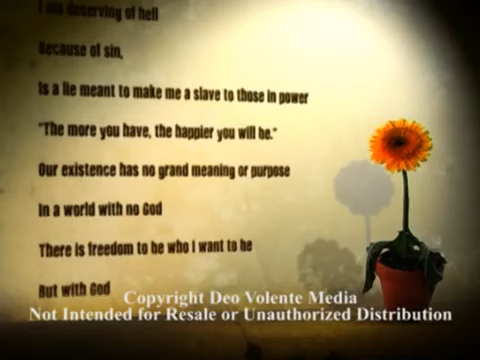 I am deserving of hell
Because of sin,
Is a lie meant to make me a slave to those in power
"The more you have, the happier you will be."
Our existence has no grand meaning or purpose
In a world with no God
There is freedom to be who I want to be
But with God
Copyright Deo Volente Media
Not Intended for Resale or Unauthorized Distribution